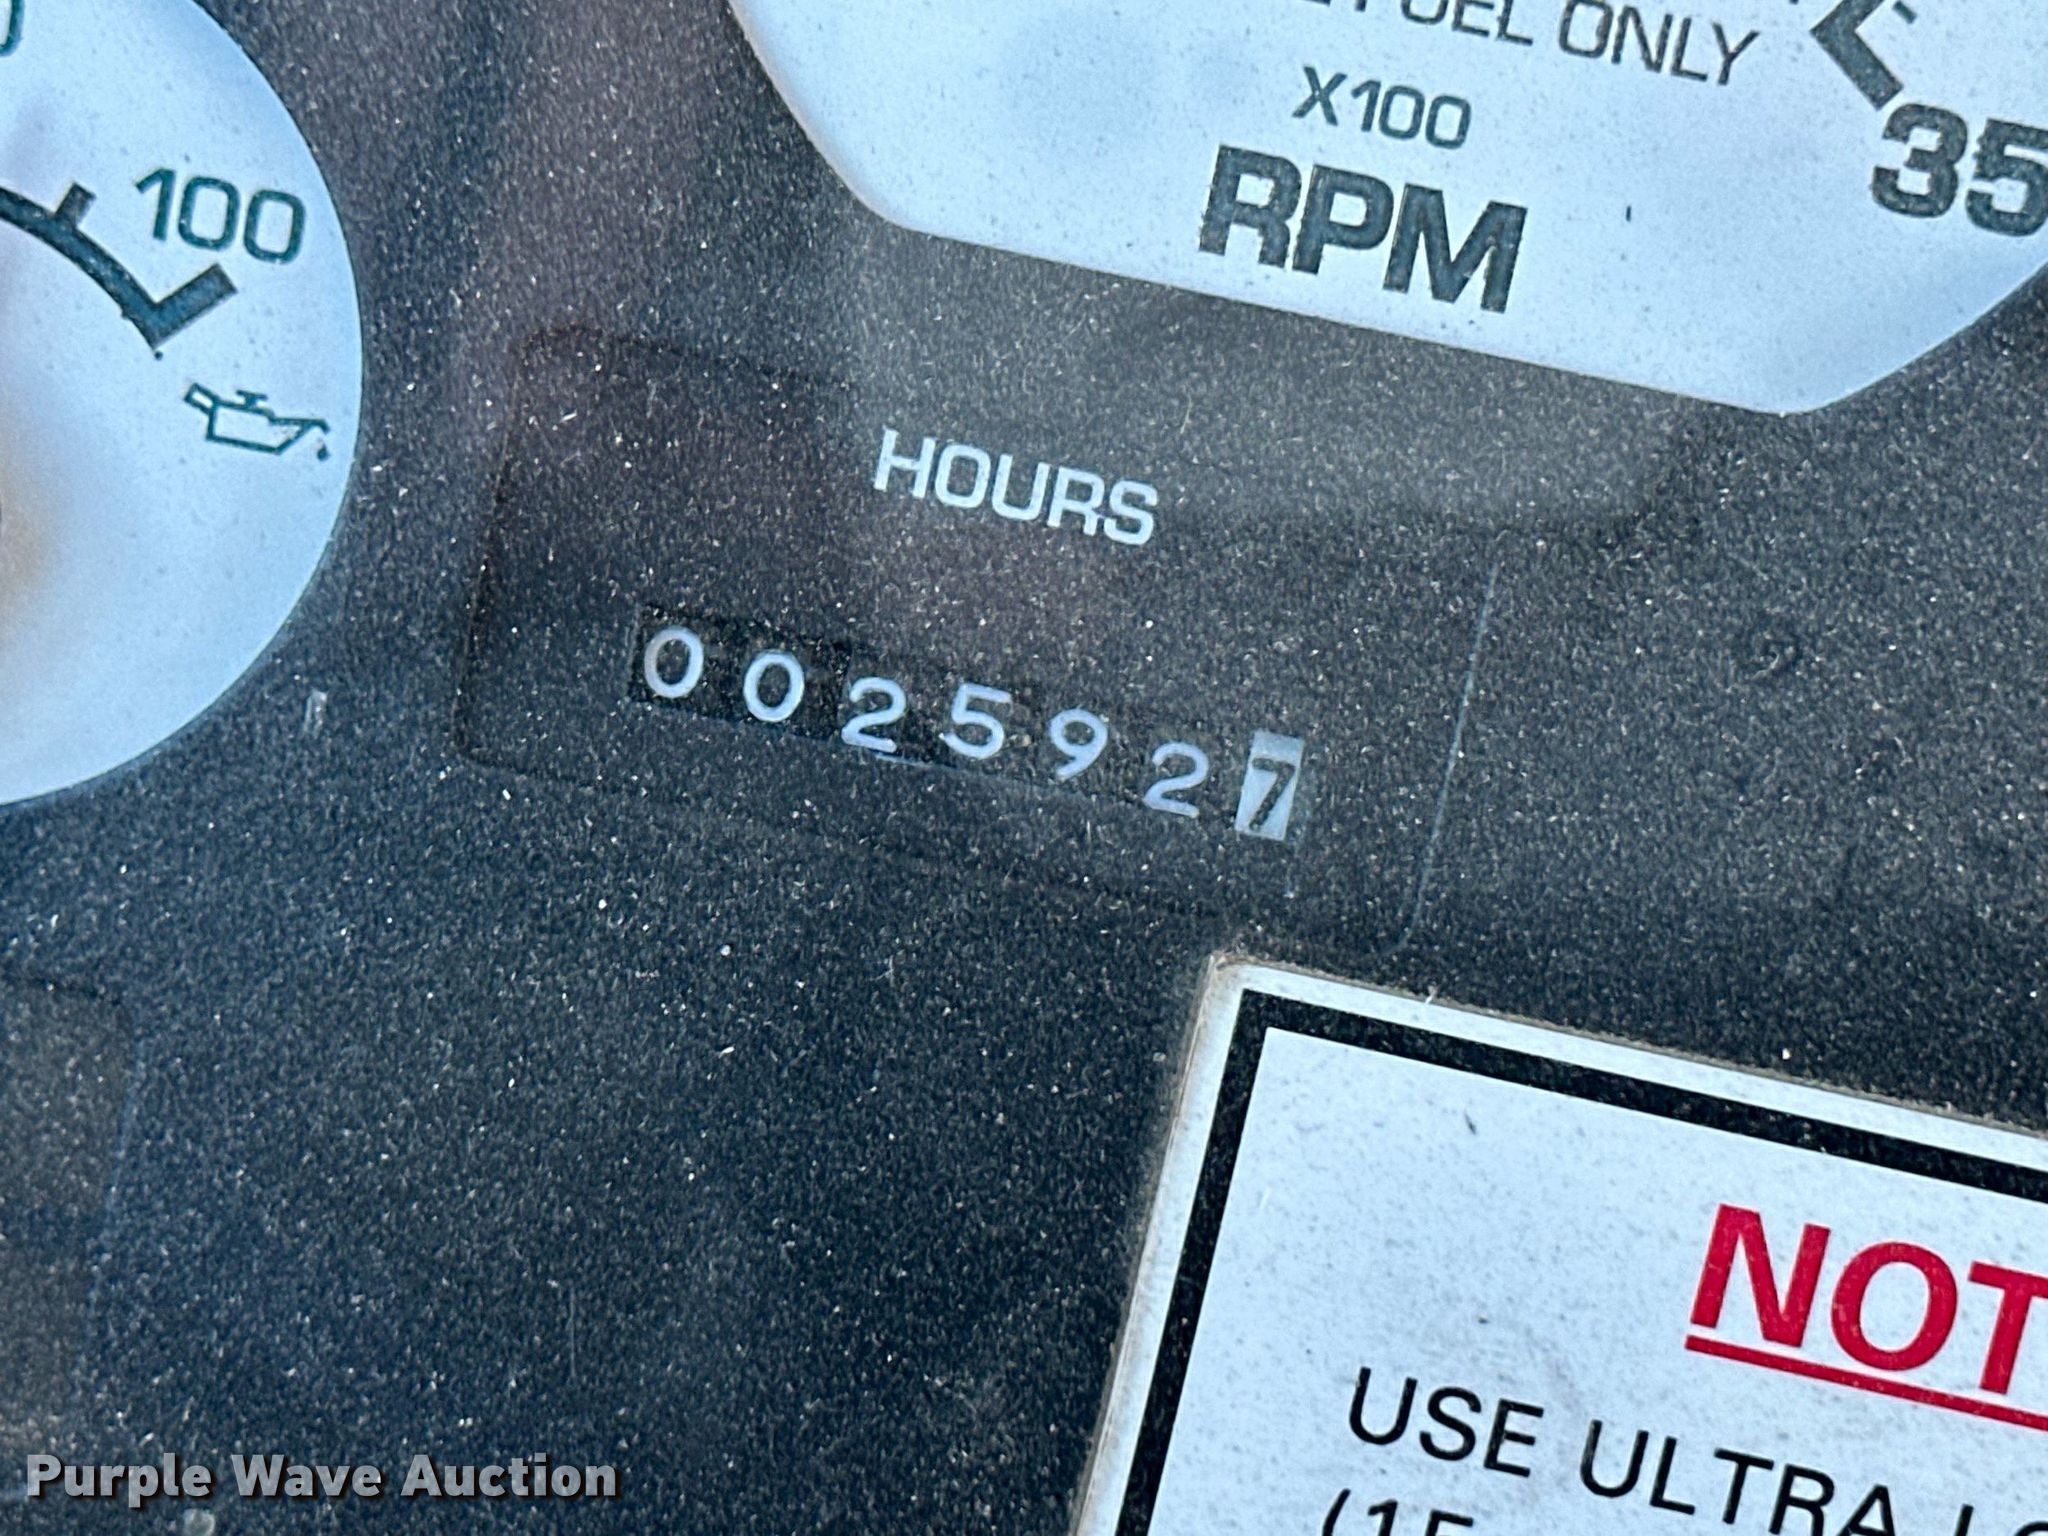 FUEL ONLY
X100
RPM
35
100
HOURS
0025927
NOT
USE ULTRA
Purple Wave Auction